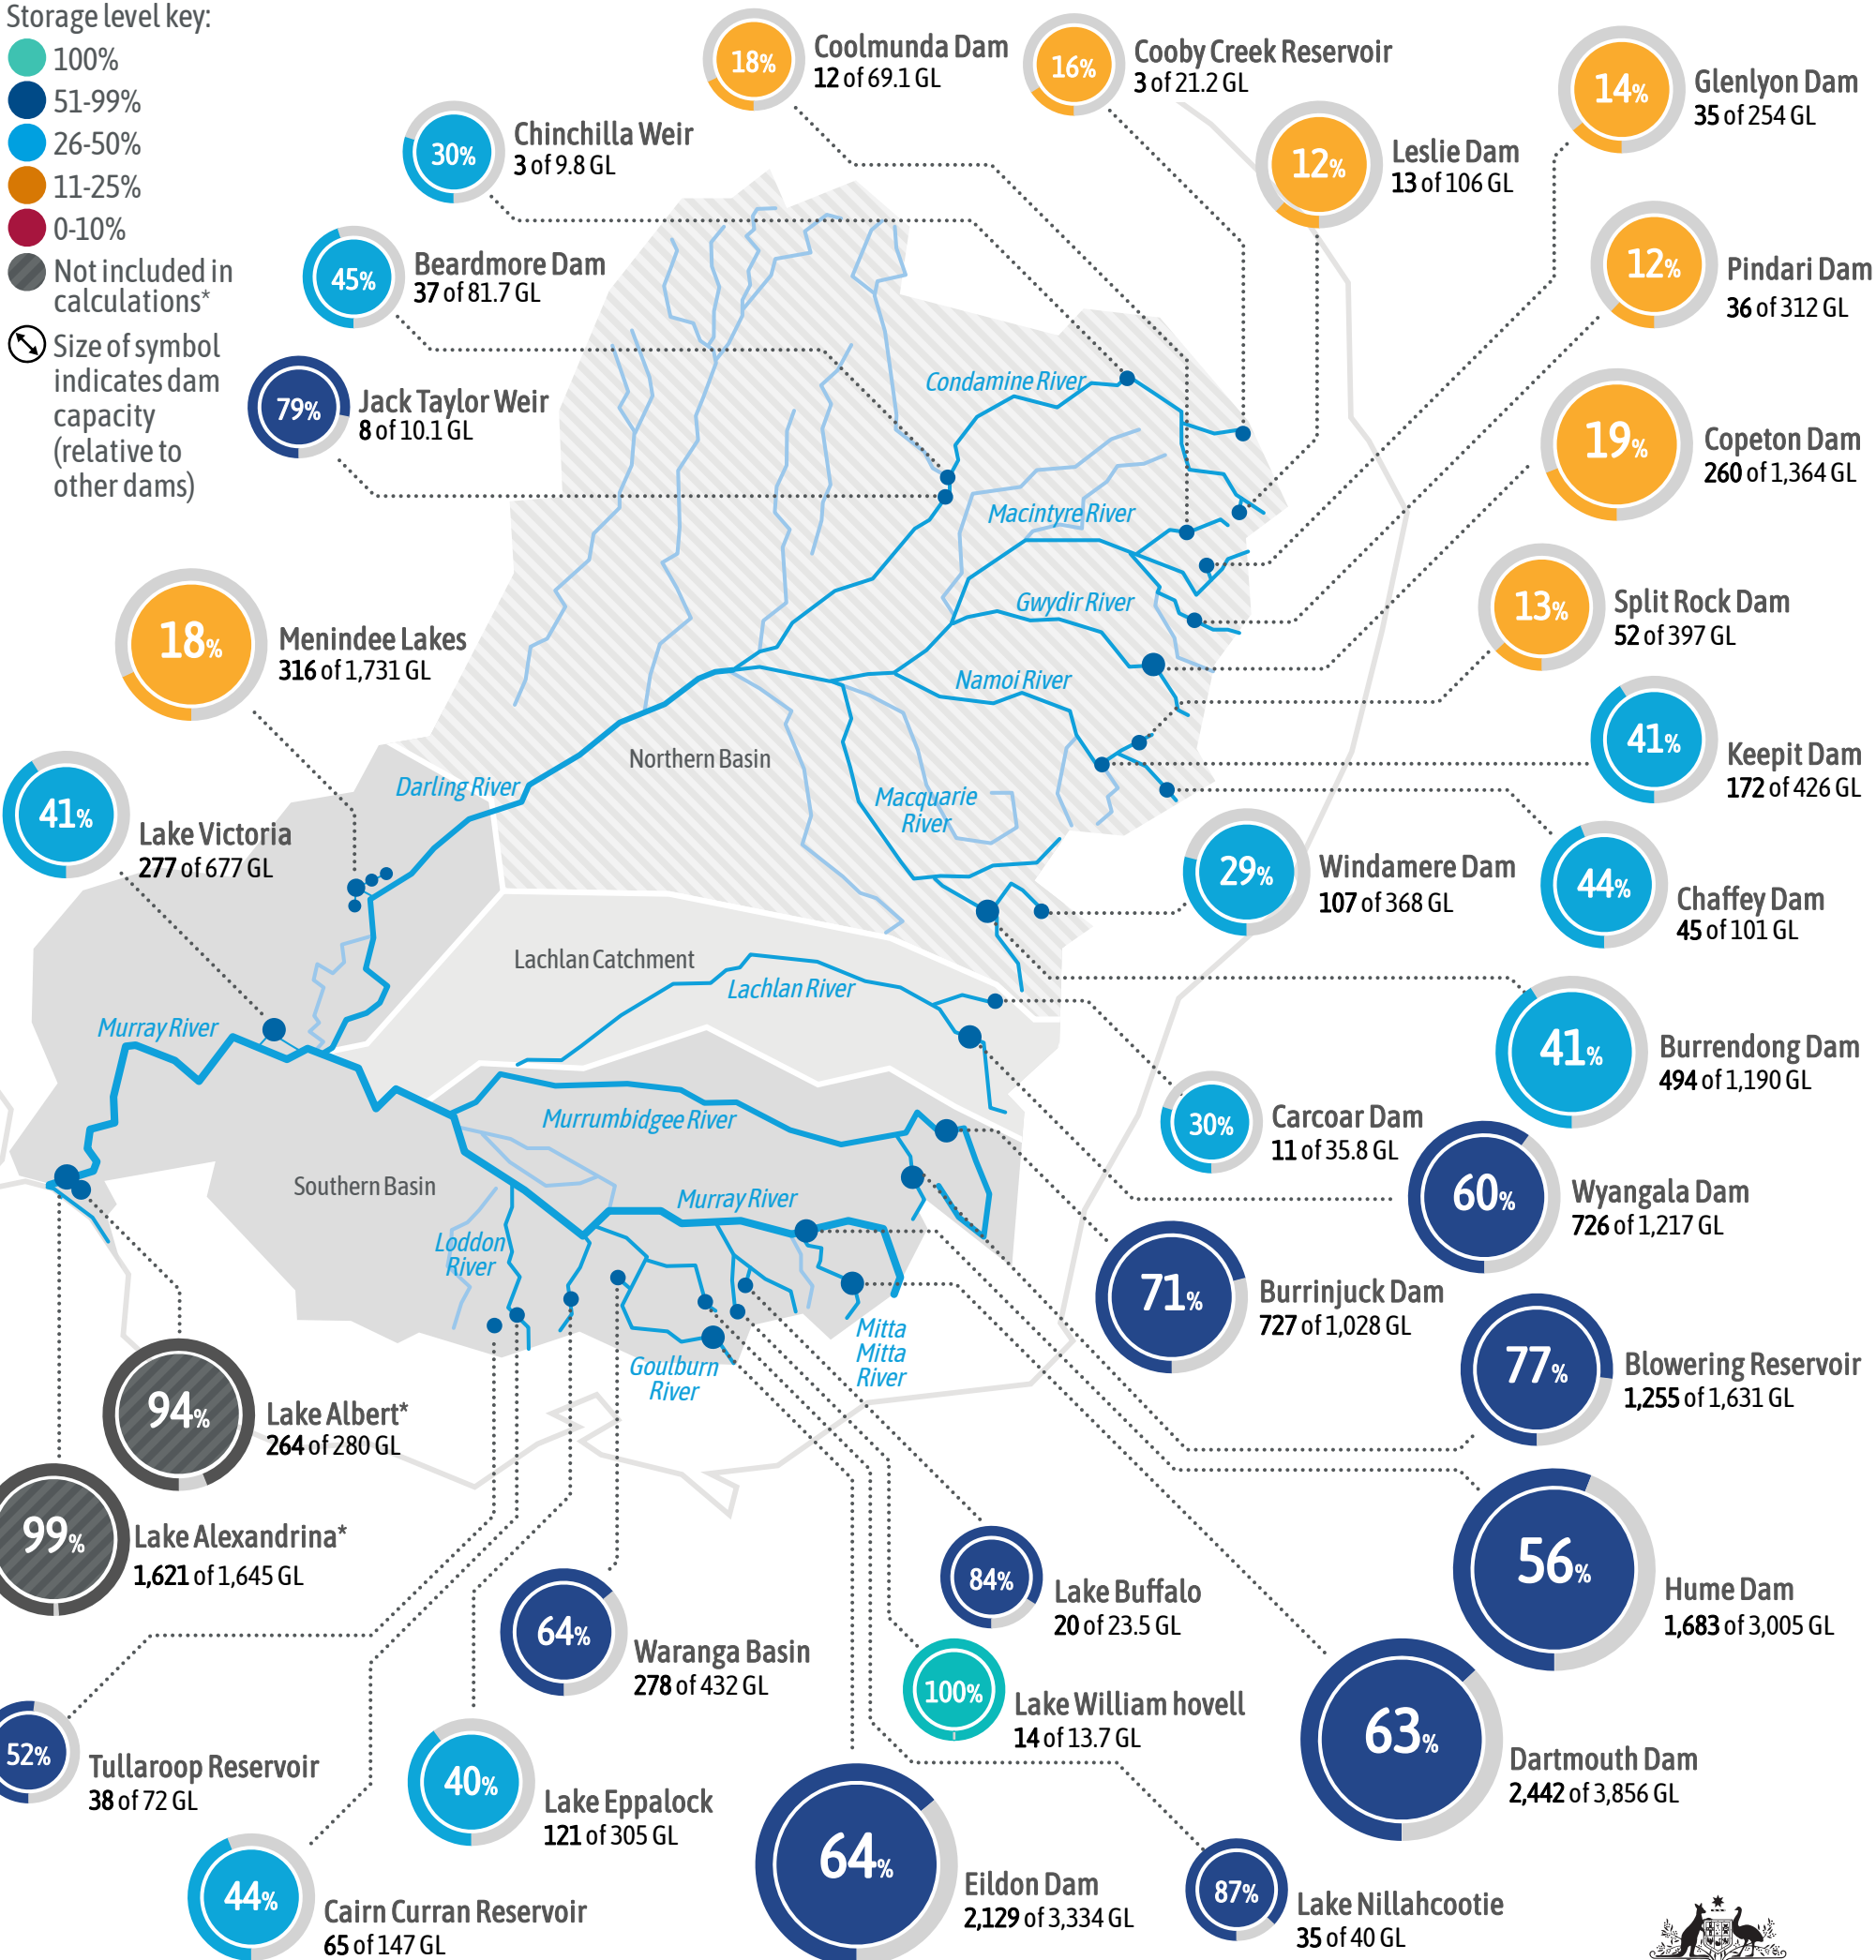 Storage level key:
100%
51-99%
26-50%
11-25%
0-10%
Not included in
calculations*
Size of symbol
indicates dam
capacity
(relative to
other dams)
18%
Coolmunda Dam
12 of 69.1 GL
16%
Cooby Creek Reservoir
3 of 21.2 GL
14%
Glenlyon Dam
35 of 254 GL
30%
Chinchilla Weir
3 of 9.8 GL
12%
Leslie Dam
13 of 106 GL
45%
Beardmore Dam
37 of 81.7 GL
12%
Pindari Dam
36 of 312 GL
79%
Jack Taylor Weir
8 of 10.1 GL
Condamine River
19%
Copeton Dam
260 of 1,364 GL
Macintyre River
Gwydir River
13%
Split Rock Dam
52 of 397 GL
18%
Menindee Lakes
316 of 1,731 GL
Namoi River
41%
Keepit Dam
172 of 426 GL
Northern Basin
Darling River
Macquarie
River
41%
Lake Victoria
277 of 677 GL
29%
Windamere Dam
107 of 368 GL
44%
Chaffey Dam
45 of 101 GL
Lachlan Catchment
Lachlan River
Murray River
41%
Burrendong Dam
494 of 1,190 GL
30%
Carcoar Dam
11 of 35.8 GL
Murrumbidgee River
60%
Wyangala Dam
726 of 1,217 GL
Southern Basin
Murray River
Loddon
River
71%
Burrinjuck Dam
727 of 1,028 GL
Mitta
Mitta
River
Goulburn
River
77%
Blowering Reservoir
1,255 of 1,631 GL
94%
Lake Albert*
264 of 280 GL
99%
Lake Alexandrina*
1,621 of 1,645 GL
56%
Hume Dam
1,683 of 3,005 GL
84%
Lake Buffalo
20 of 23.5 GL
64%
Waranga Basin
278 of 432 GL
100%
Lake William hovell
14 of 13.7 GL
63%
Dartmouth Dam
2,442 of 3,856 GL
52%
Tullaroop Reservoir
38 of 72 GL
40%
Lake Eppalock
121 of 305 GL
64%
Eildon Dam
2,129 of 3,334 GL
87%
Lake Nillahcootie
35 of 40 GL
44%
Cairn Curran Reservoir
65 of 147 GL